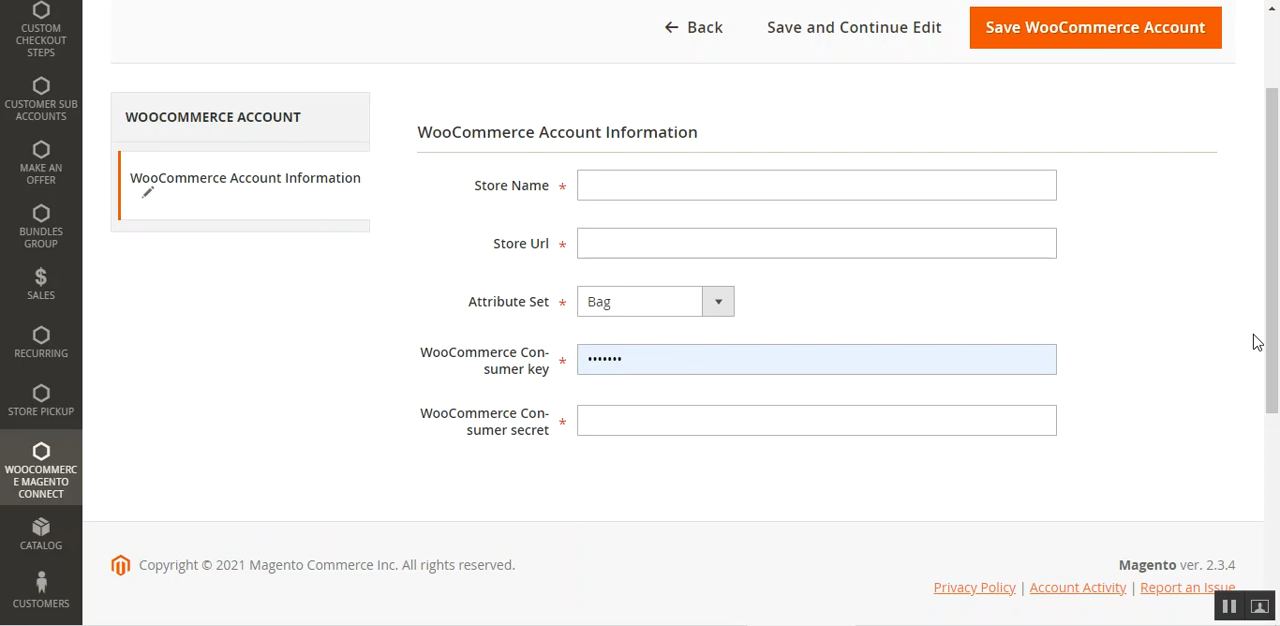 CUSTOM
CHECKOUT
STEPS
CUSTOMER SUB
ACCOUNTS
MAKE AN
OFFER
BUNDLES
GROUP
$
SALES
RECURRING
STORE PICKUP
WOOCOMMERC
E MAGENTO
CONNECT
CATALOG
CUSTOMERS
← Back
Save and Continue Edit
Save WooCommerce Account
WOOCOMMERCE ACCOUNT
WooCommerce Account Information
WooCommerce Account Information
Store Name *
Store Url *
Attribute Set * Bag
WooCommerce Con-
sumer key * •••••••
WooCommerce Con-
sumer secret *
Copyright © 2021 Magento Commerce Inc. All rights reserved.
Magento ver. 2.3.4
Privacy Policy | Account Activity | Report an Issue